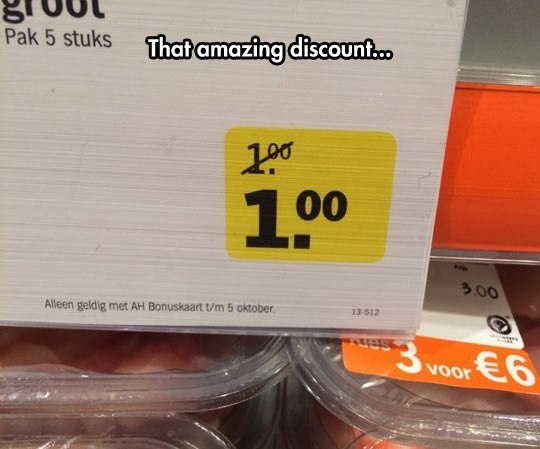 groot
Pak 5 stuks
That amazing discount...
1.00
1.00
Alleen geldig met AH Bonuskaart t/m 5 oktober.
13-512
3.00
3 voor €6